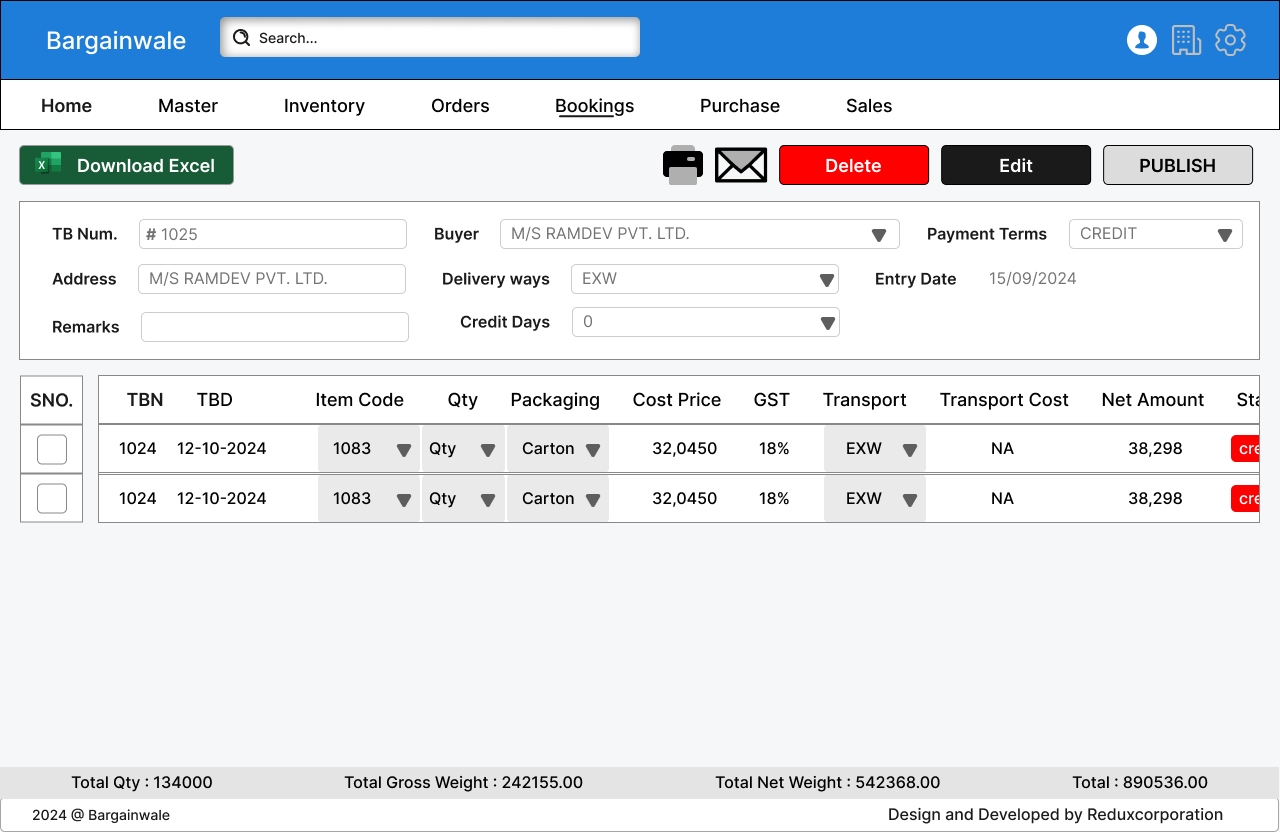 Bargainwale Search...
Home Master Inventory Orders Bookings Purchase Sales
X Download Excel Delete Edit PUBLISH
TB Num. # 1025 Buyer M/S RAMDEV PVT. LTD. Payment Terms CREDIT
Address M/S RAMDEV PVT. LTD. Delivery ways EXW Entry Date 15/09/2024
Remarks Credit Days 0
SNO. TBN TBD Item Code Qty Packaging Cost Price GST Transport Transport Cost Net Amount Sta
1024 12-10-2024 1083 Qty Carton 32,0450 18% EXW NA 38,298 cre
1024 12-10-2024 1083 Qty Carton 32,0450 18% EXW NA 38,298 cre
Total Qty : 134000 Total Gross Weight : 242155.00 Total Net Weight : 542368.00 Total : 890536.00
2024 @ Bargainwale Design and Developed by Reduxcorporation